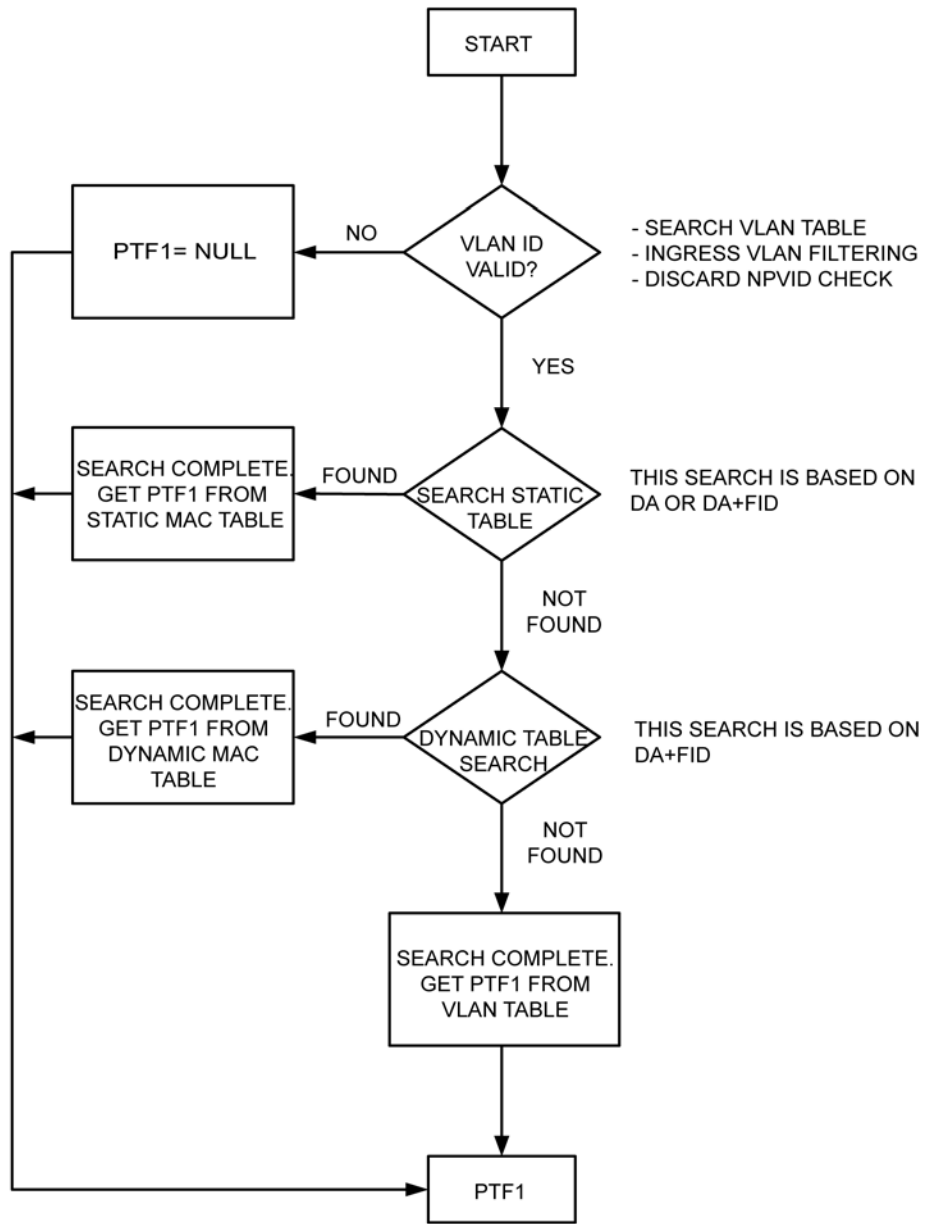 START
PTF1= NULL
NO
VLAN ID
VALID?
- SEARCH VLAN TABLE
- INGRESS VLAN FILTERING
- DISCARD NPVID CHECK
YES
SEARCH COMPLETE.
GET PTF1 FROM
STATIC MAC TABLE
FOUND
SEARCH STATIC
TABLE
THIS SEARCH IS BASED ON
DA OR DA+FID
NOT
FOUND
SEARCH COMPLETE.
GET PTF1 FROM
DYNAMIC MAC
TABLE
FOUND
DYNAMIC TABLE
SEARCH
THIS SEARCH IS BASED ON
DA+FID
NOT
FOUND
SEARCH COMPLETE.
GET PTF1 FROM
VLAN TABLE
PTF1